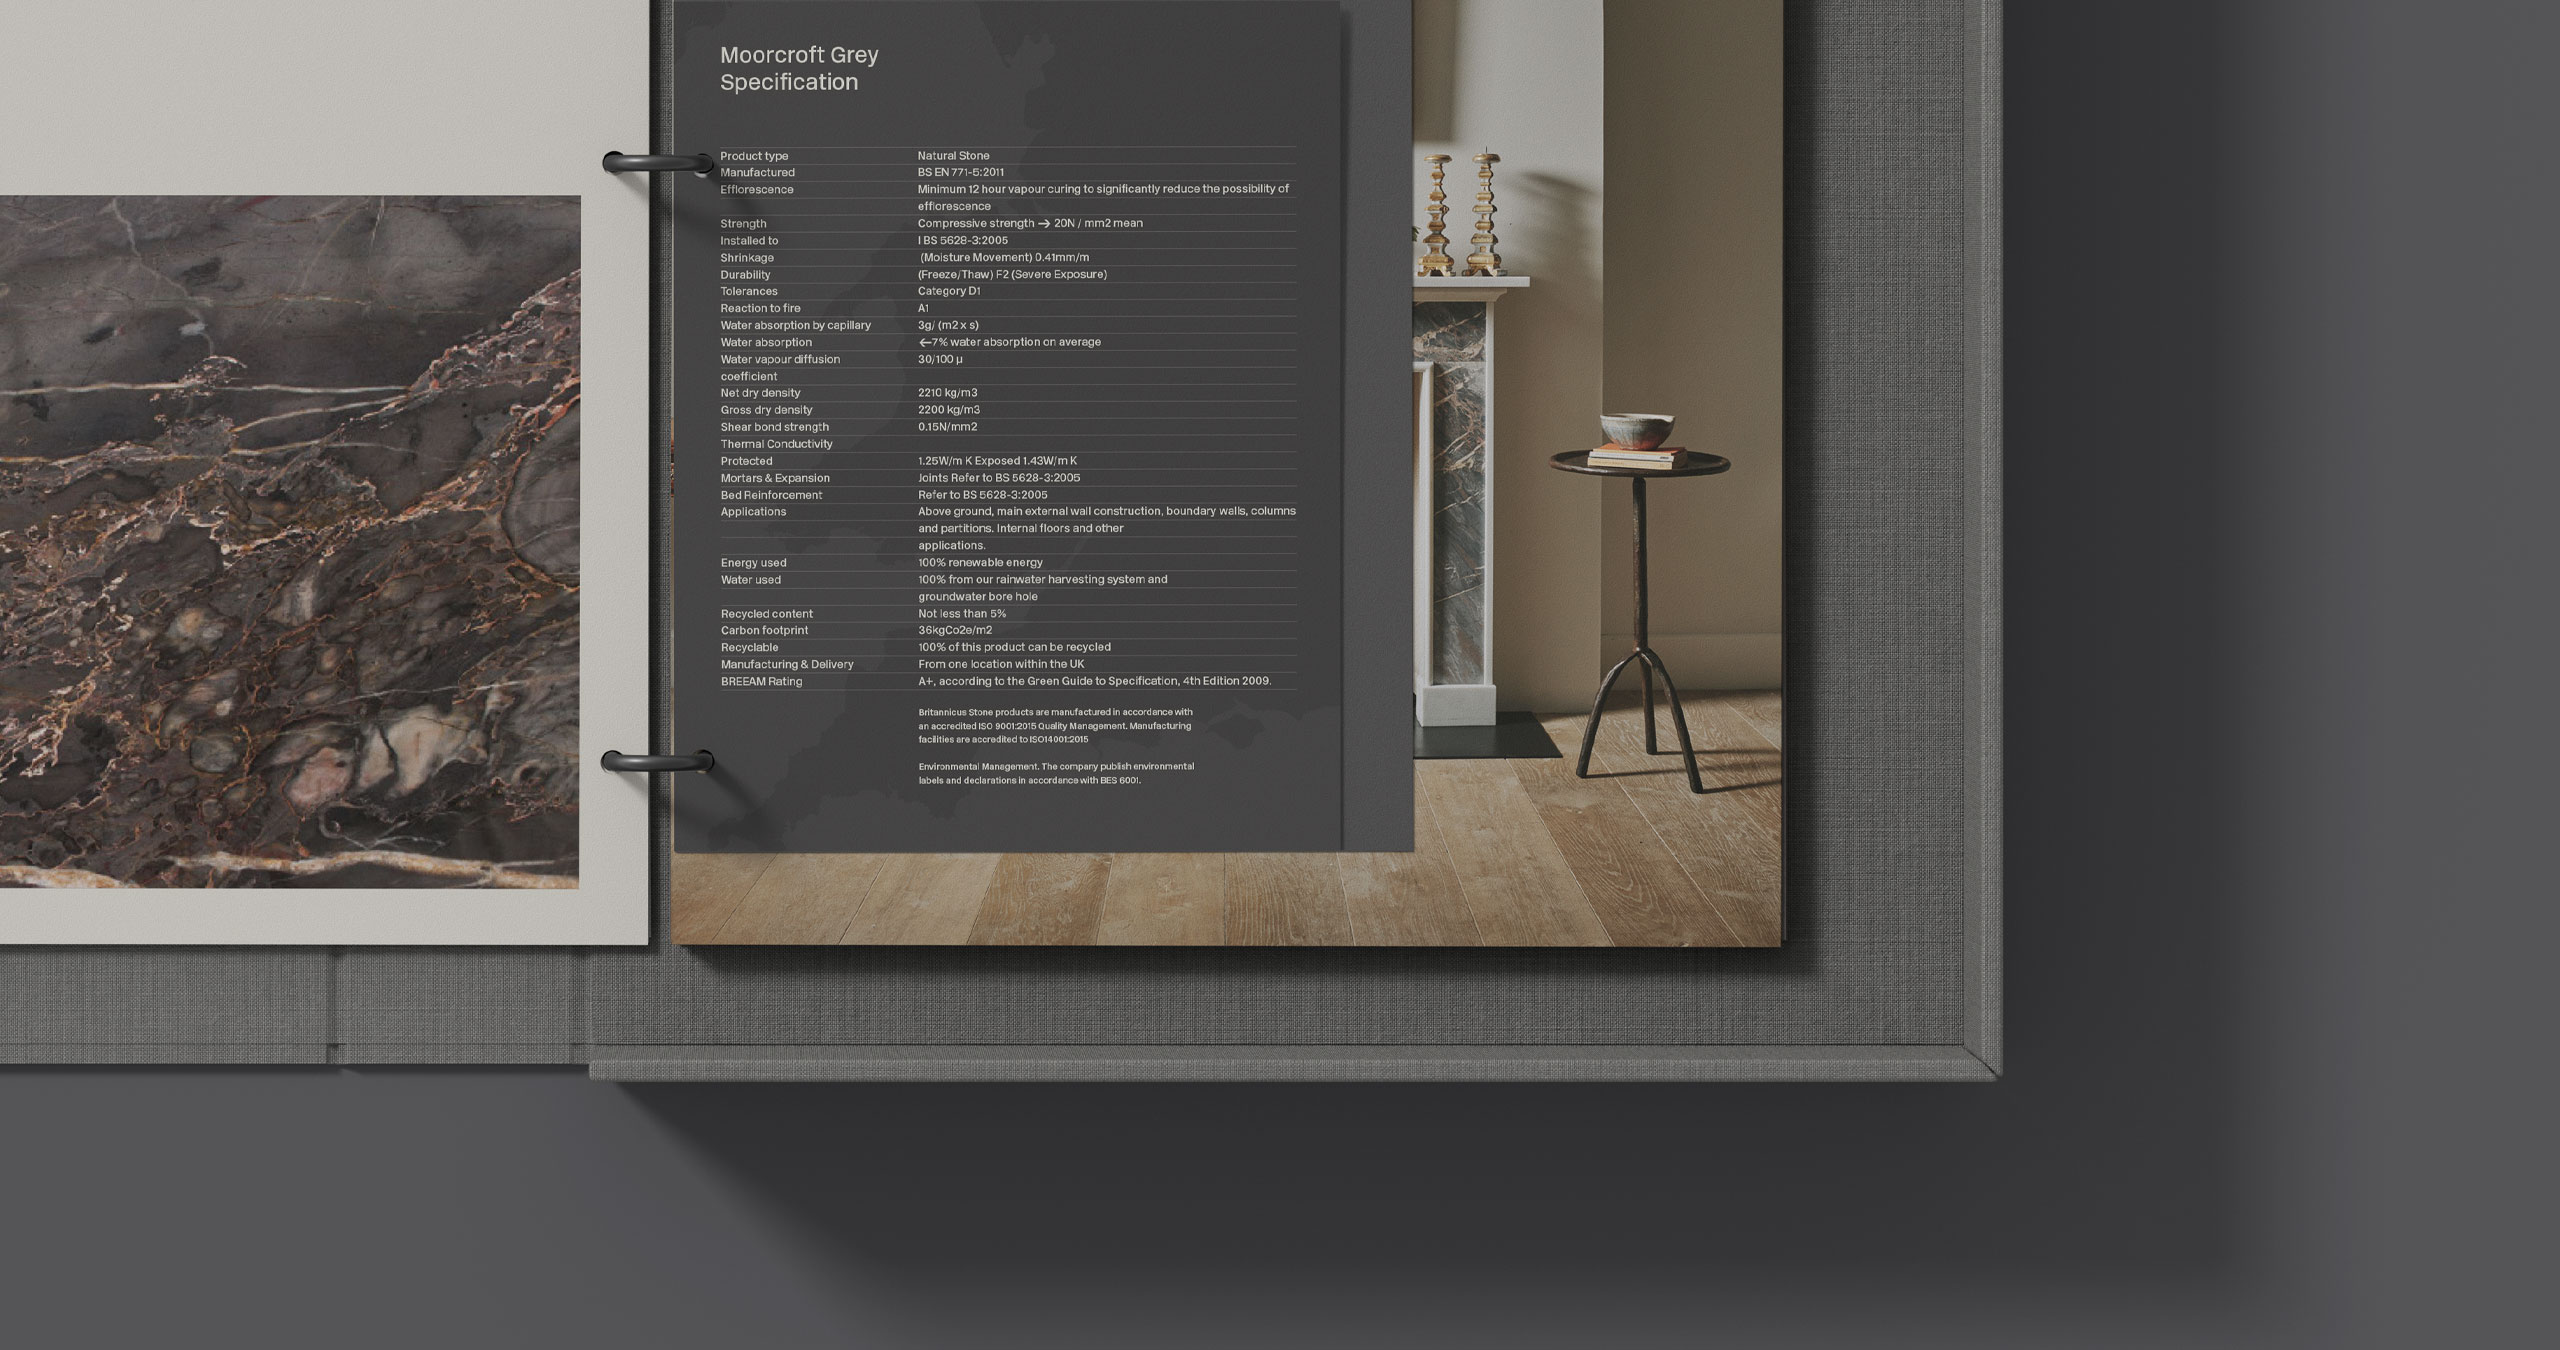 Moorcroft Grey
Specification
Product type Natural Stone
Manufactured BS EN 771-5:2011
Efflorescence Minimum 12 hour vapour curing to significantly reduce the possibility of
efflorescence
Strength Compressive strength → 20N / mm2 mean
Installed to I BS 5628-3:2005
Shrinkage (Moisture Movement) 0.41mm/m
Durability (Freeze/Thaw) F2 (Severe Exposure)
Tolerances Category D1
Reaction to fire A1
Water absorption by capillary 3g/ (m2 x s)
Water absorption ←7% water absorption on average
Water vapour diffusion 30/100 µ
coefficient
Net dry density 2210 kg/m3
Gross dry density 2200 kg/m3
Shear bond strength 0.15N/mm2
Thermal Conductivity
Protected 1.25W/m K Exposed 1.43W/m K
Mortars & Expansion Joints Refer to BS 5628-3:2005
Bed Reinforcement Refer to BS 5628-3:2005
Applications Above ground, main external wall construction, boundary walls, columns
and partitions. Internal floors and other
applications.
Energy used 100% renewable energy
Water used 100% from our rainwater harvesting system and
groundwater bore hole
Recycled content Not less than 5%
Carbon footprint 36kgCo2e/m2
Recyclable 100% of this product can be recycled
Manufacturing & Delivery From one location within the UK
BREEAM Rating A+, according to the Green Guide to Specification, 4th Edition 2009.
Britannicus Stone products are manufactured in accordance with
an accredited ISO 9001:2015 Quality Management. Manufacturing
facilities are accredited to ISO14001:2015
Environmental Management. The company publish environmental
labels and declarations in accordance with BES 6001.